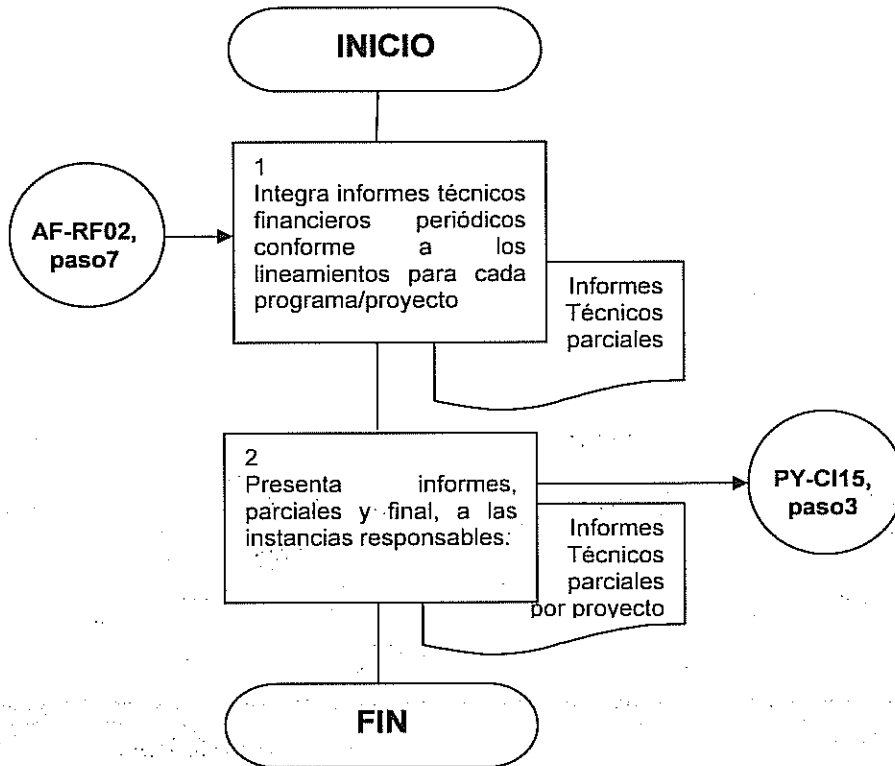 INICIO
1
Integra informes técnicos
financieros periódicos
conforme a los
lineamientos para cada
programa/proyecto
AF-RF02,
paso7
Informes
Técnicos
parciales
2
Presenta informes,
parciales y final, a las
instancias responsables.
PY-CI15,
paso3
Informes
Técnicos
parciales
por proyecto
FIN